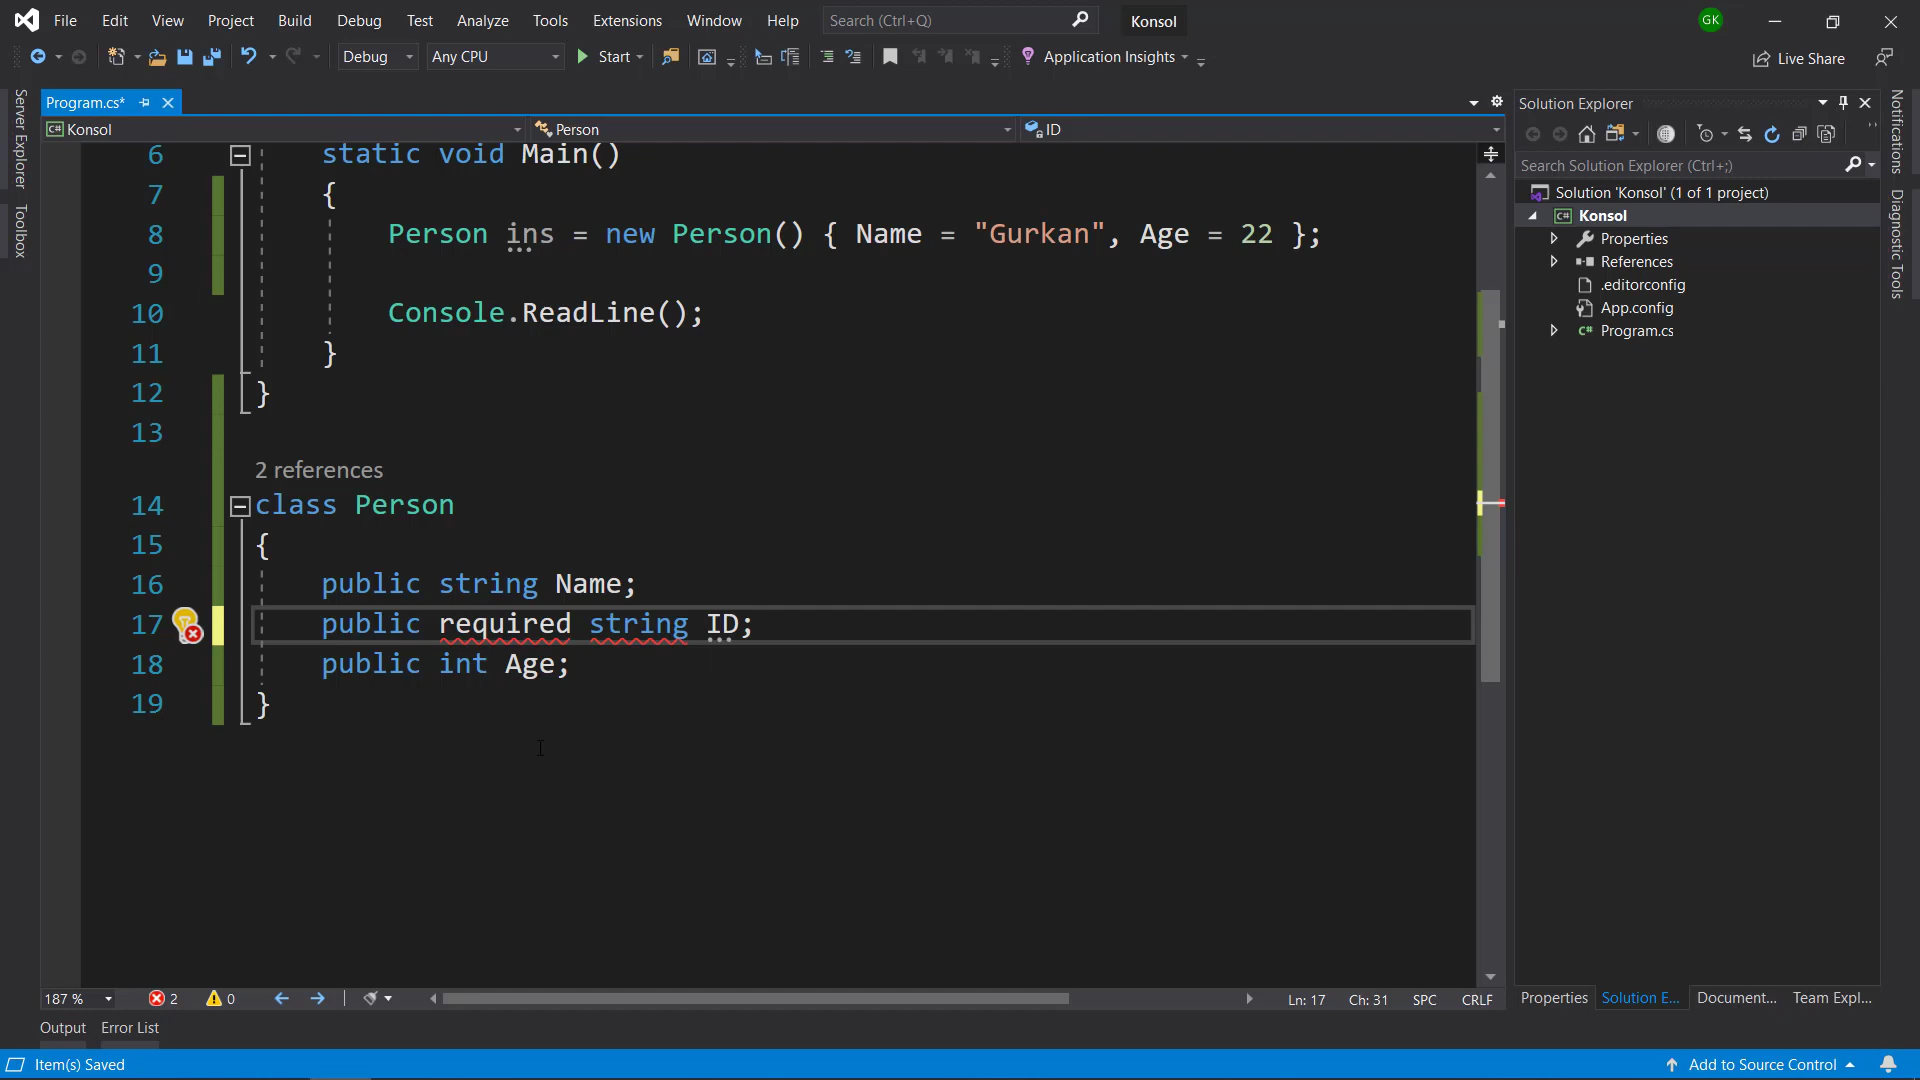 File Edit View Project Build Debug Test Analyze Tools Extensions Window Help Search (Ctrl+Q) Konsol GK
Debug Any CPU Start Application Insights Live Share
Server Explorer
Toolbox
Program.cs*
Konsol Person ID
6 static void Main()
7 {
8 Person ins = new Person() { Name = "Gurkan", Age = 22 };
9
10 Console.ReadLine();
11 }
12 }
13
2 references
14 class Person
15 {
16 public string Name;
17 public required string ID;
18 public int Age;
19 }
187 % 2 0 Ln: 17 Ch: 31 SPC CRLF
Output Error List
Solution Explorer
Search Solution Explorer (Ctrl+;)
Solution 'Konsol' (1 of 1 project)
C# Konsol
Properties
References
.editorconfig
App.config
C# Program.cs
Properties Solution E... Document... Team Expl...
Notifications
Diagnostic Tools
Item(s) Saved Add to Source Control